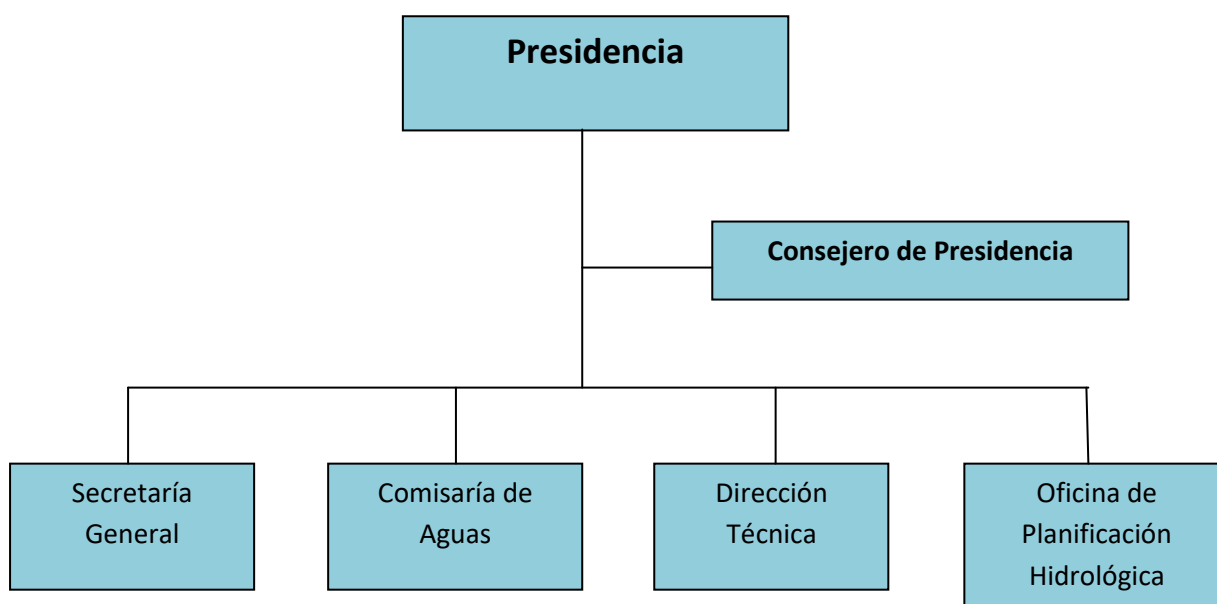 Presidencia
Consejero de Presidencia
Secretaría
General
Comisaría de
Aguas
Dirección
Técnica
Oficina de
Planificación
Hidrológica